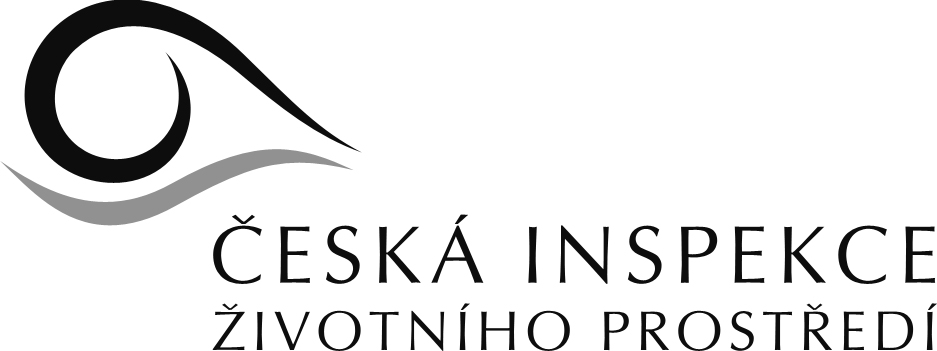 ČESKÁ INSPEKCE
ŽIVOTNÍHO PROSTŘEDÍ